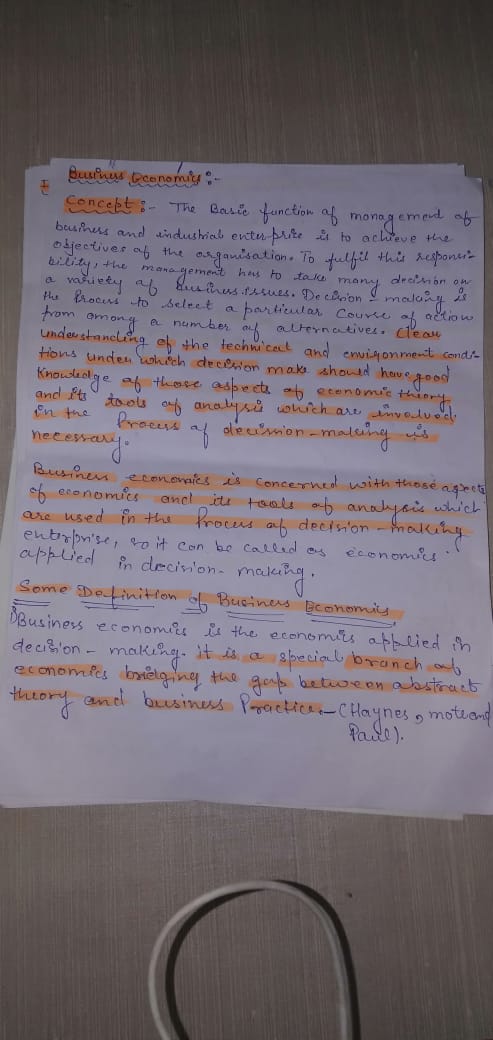 Business Economics :-
I
Concept :- The Basic function of management of
business and industrial enterprise is to achieve the
objectives of the organisation. To fulfil this responsi-
bility, the management has to take many decision on
a variety of business issues. Decision - making is
the Process to select a particular Course of action
from among a number of alternatives. Clear
understanding of the technical and environment condi-
tions under which decision make should have good
Knowledge of those aspects of economic theory
and its tools of analysis which are involved
in the Process of decision - making is
necessary.
Business economics is concerned with those aspects
of economics and its tools of analysis which
are used in the Process of decision - making
enterprise, so it can be called as economics
applied in decision - making.
Some Definition of Business Economics
Business economics is the economics applied in
decision - making. it is a special branch of
economics bridging the gap between abstract
theory and business Practice. - (Haynes, mote and
Paul).